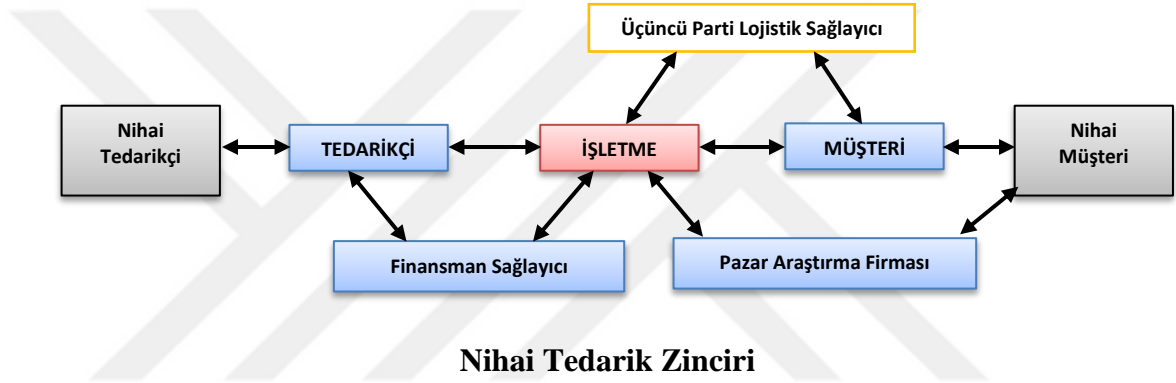 Üçüncü Parti Lojistik Sağlayıcı
Nihai
Tedarikçi
TEDARİKÇİ
İŞLETME
MÜŞTERİ
Nihai
Müşteri
Finansman Sağlayıcı
Pazar Araştırma Firması
Nihai Tedarik Zinciri